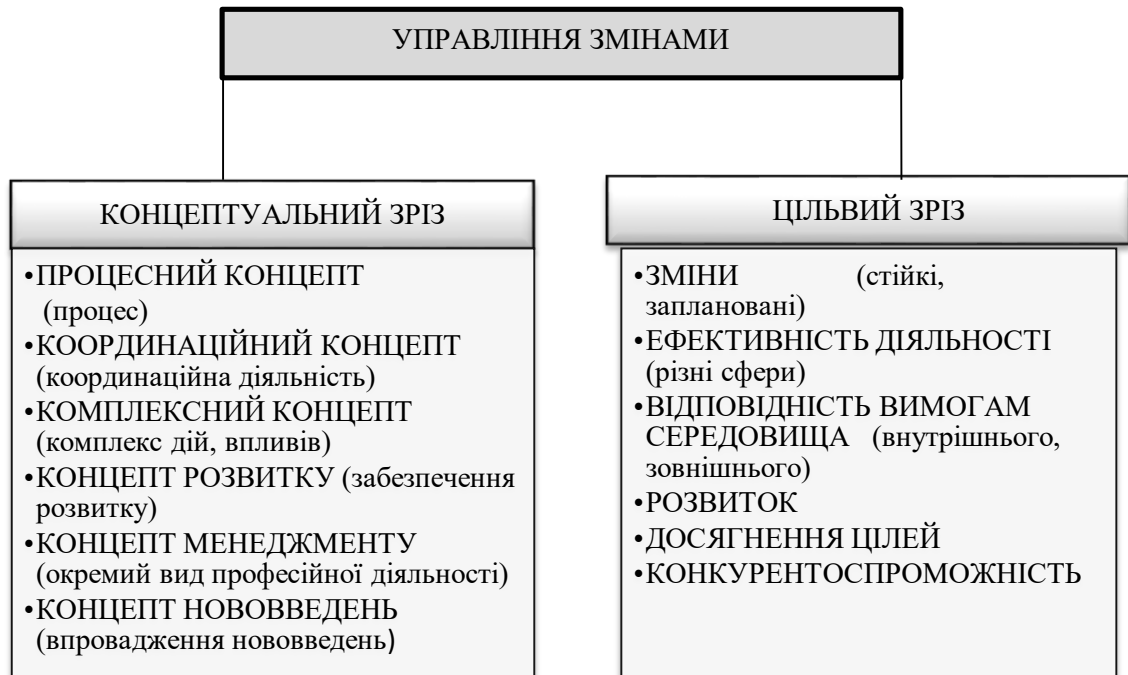 УПРАВЛІННЯ ЗМІНАМИ
КОНЦЕПТУАЛЬНИЙ ЗРІЗ
•ПРОЦЕСНИЙ КОНЦЕПТ
(процес)
•КООРДИНАЦІЙНИЙ КОНЦЕПТ
(координаційна діяльність)
•КОМПЛЕКСНИЙ КОНЦЕПТ
(комплекс дій, впливів)
•КОНЦЕПТ РОЗВИТКУ (забезпечення
розвитку)
•КОНЦЕПТ МЕНЕДЖМЕНТУ
(окремий вид професійної діяльності)
•КОНЦЕПТ НОВОВВЕДЕНЬ
(впровадження нововведень)
ЦІЛЬВИЙ ЗРІЗ
•ЗМІНИ (стійкі,
заплановані)
•ЕФЕКТИВНІСТЬ ДІЯЛЬНОСТІ
(різні сфери)
•ВІДПОВІДНІСТЬ ВИМОГАМ
СЕРЕДОВИЩА (внутрішнього,
зовнішнього)
•РОЗВИТОК
•ДОСЯГНЕННЯ ЦІЛЕЙ
•КОНКУРЕНТОСПРОМОЖНІСТЬ